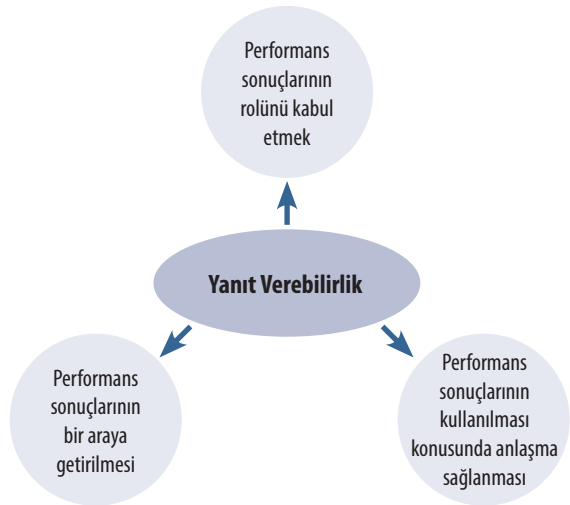 Performans
sonuçlarının
rolünü kabul
etmek
Yanıt Verebilirlik
Performans
sonuçlarının
bir araya
getirilmesi
Performans
sonuçlarının
kullanılması
konusunda anlaşma
sağlanması